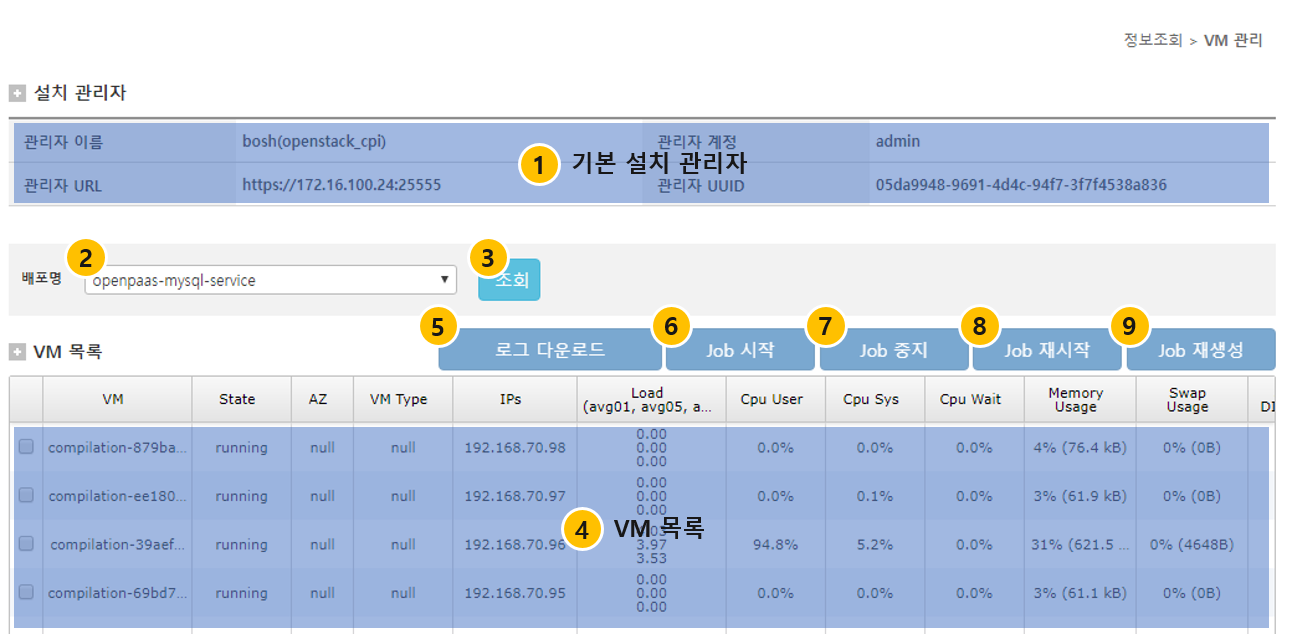 정보조회 > VM 관리
설치 관리자
관리자 이름 bosh(openstack_cpi) 관리자 계정 admin
1 기본 설치 관리자
관리자 URL https://172.16.100.24:25555 관리자 UUID 05da9948-9691-4d4c-94f7-3f7f4538a836
2 3
배포명 openpaas-mysql-service 조회
5 6 7 8 9
VM 목록 로그 다운로드 Job 시작 Job 중지 Job 재시작 Job 재생성
VM State AZ VM Type IPs Load (avg01, avg05, a... Cpu User Cpu Sys Cpu Wait Memory Usage Swap Usage
compilation-879ba... running null null 192.168.70.98 0.00 0.00 0.00 0.0% 0.0% 0.0% 4% (76.4 kB) 0% (0B)
compilation-ee180... running null null 192.168.70.97 0.00 0.00 0.00 0.0% 0.1% 0.0% 3% (61.9 kB) 0% (0B)
4 VM 목록
compilation-39aef... running null null 192.168.70.96 3.97 3.53 94.8% 5.2% 0.0% 31% (621.5 ... 0% (4648B)
compilation-69bd7... running null null 192.168.70.95 0.00 0.00 0.00 0.0% 0.0% 0.0% 3% (61.1 kB) 0% (0B)